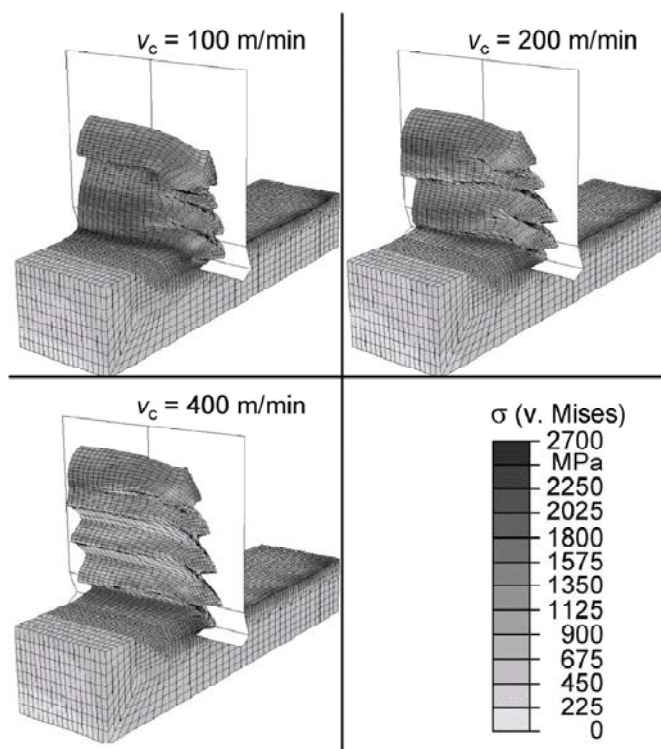 v_c = 100 m/min
v_c = 200 m/min
v_c = 400 m/min
σ (v. Mises)
2700
MPa
2250
2025
1800
1575
1350
1125
900
675
450
225
0